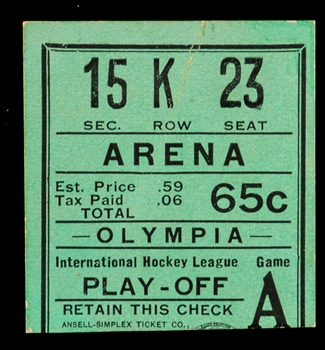 15 K 23
SEC. ROW SEAT
ARENA
Est. Price .59
Tax Paid .06
TOTAL
65c
—OLYMPIA—
International Hockey League Game
PLAY-OFF
A
RETAIN THIS CHECK
ANSELL-SIMPLEX TICKET CO.,